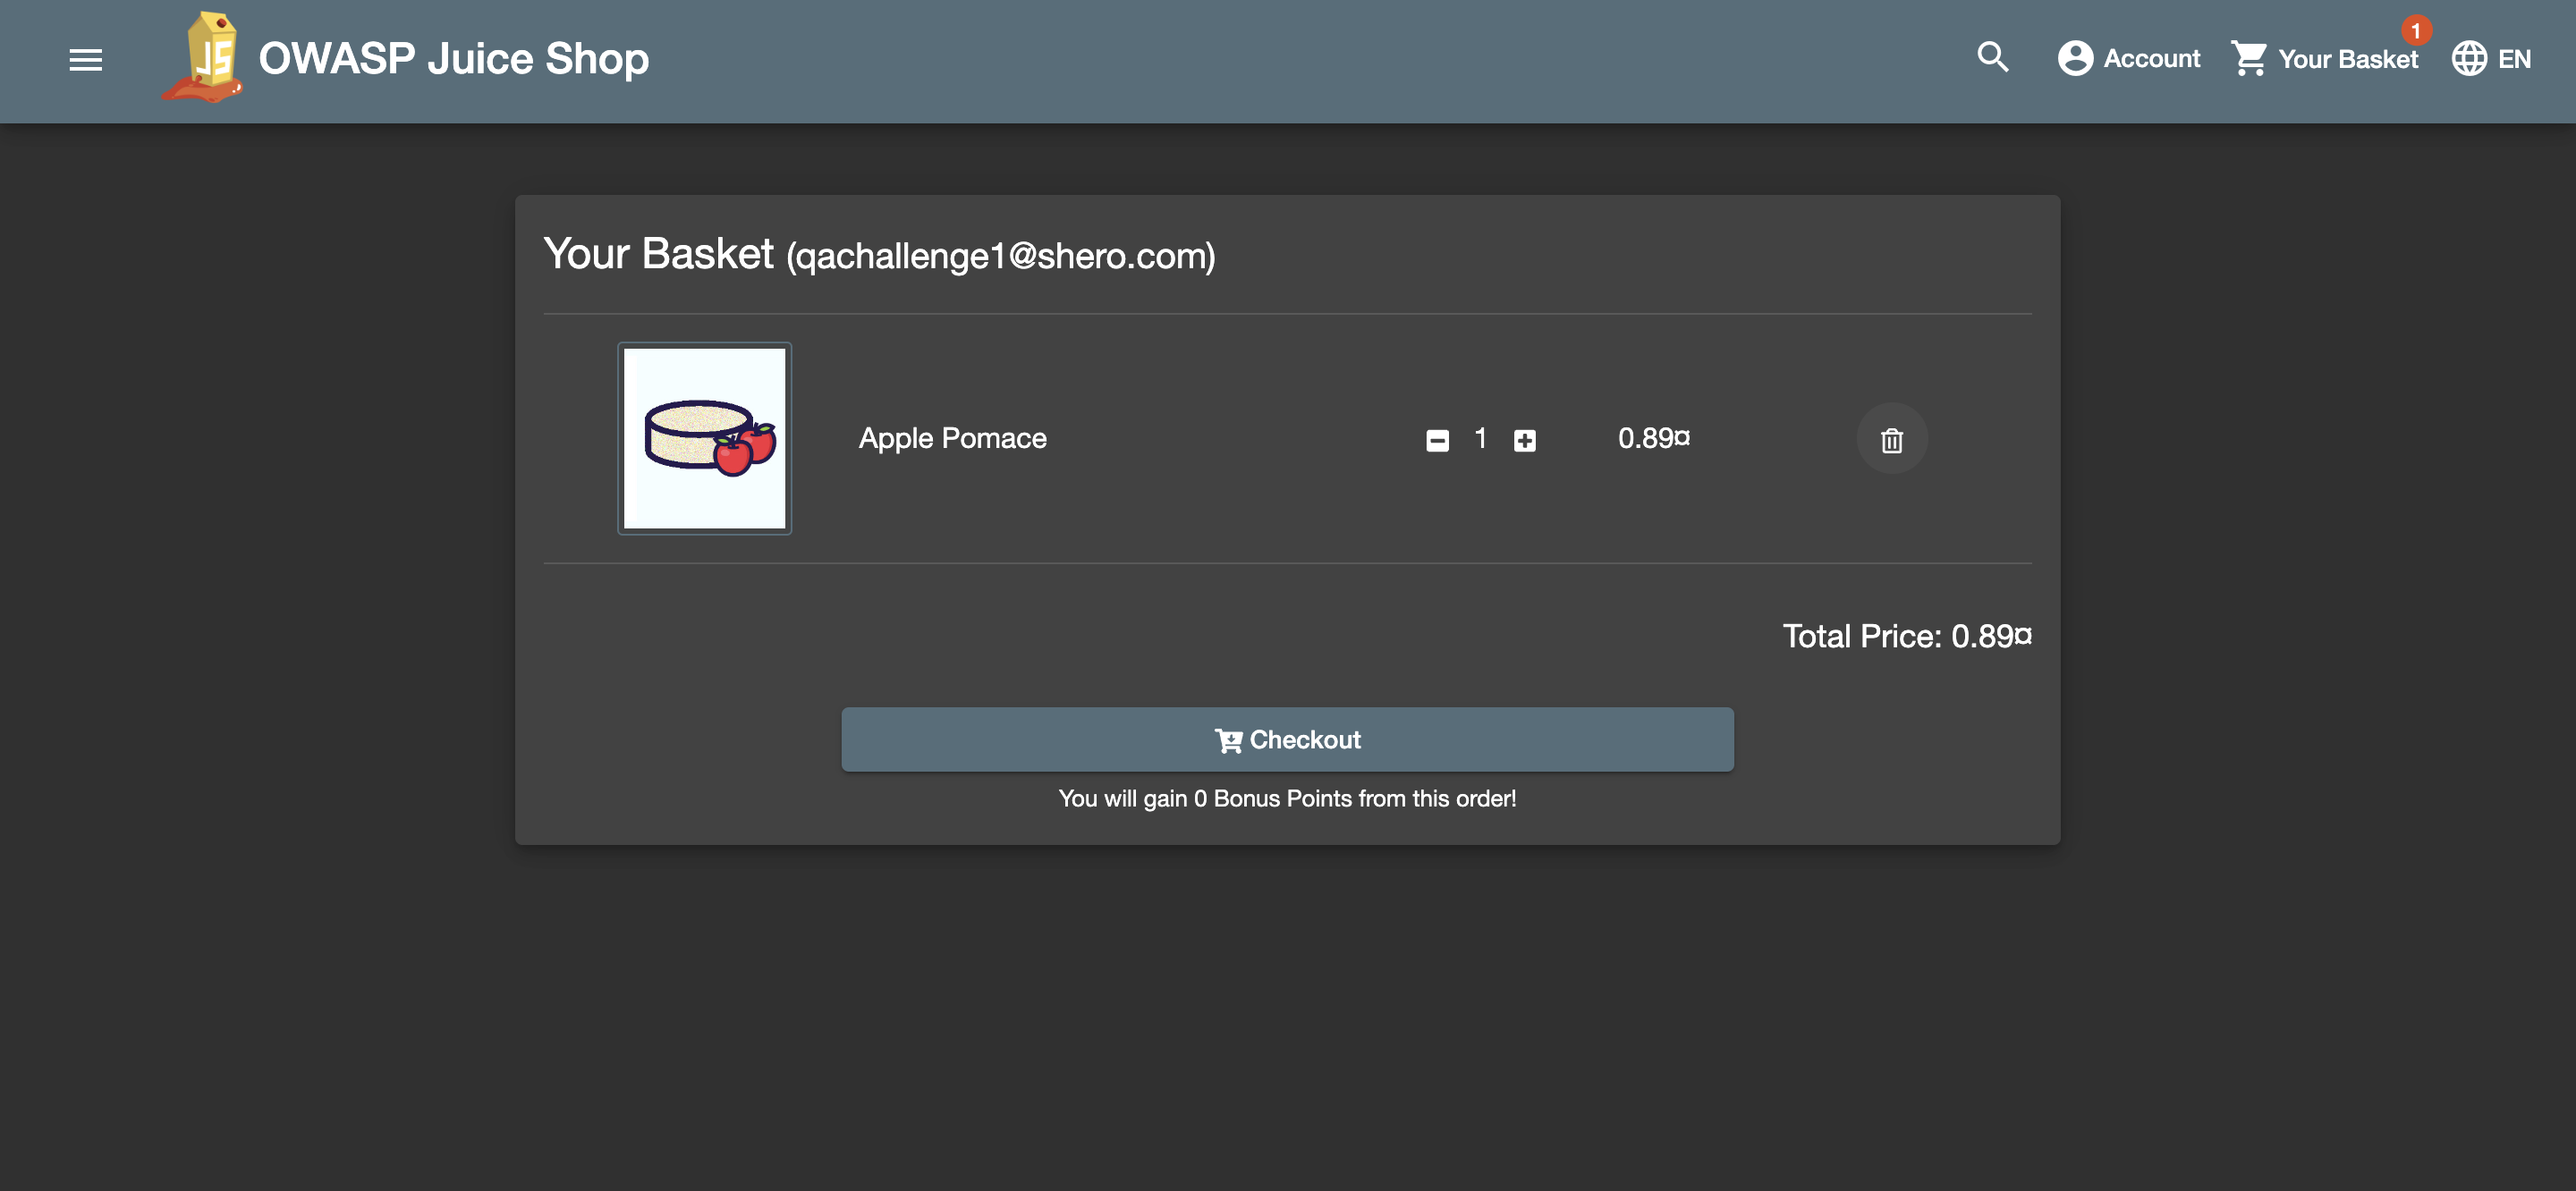 OWASP Juice Shop
Account
Your Basket
1
EN
Your Basket (qachallenge1@shero.com)
Apple Pomace
1
0.89¤
Total Price: 0.89¤
Checkout
You will gain 0 Bonus Points from this order!